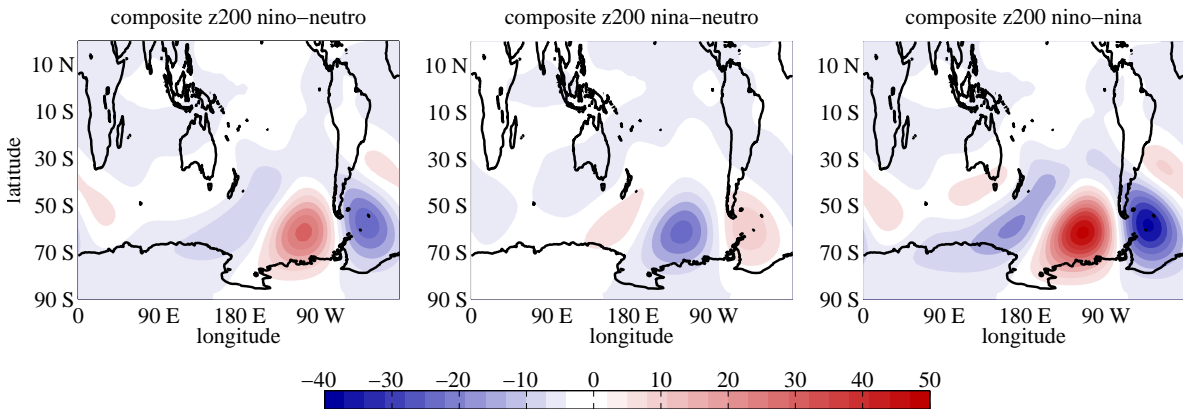 composite z200 nino−neutro
composite z200 nina−neutro
composite z200 nino−nina
latitude
10 N
10 S
30 S
50 S
70 S
90 S
0
90 E
180 E
90 W
longitude
10 N
10 S
30 S
50 S
70 S
90 S
0
90 E
180 E
90 W
longitude
10 N
10 S
30 S
50 S
70 S
90 S
0
90 E
180 E
90 W
longitude
−40 −30 −20 −10 0 10 20 30 40 50